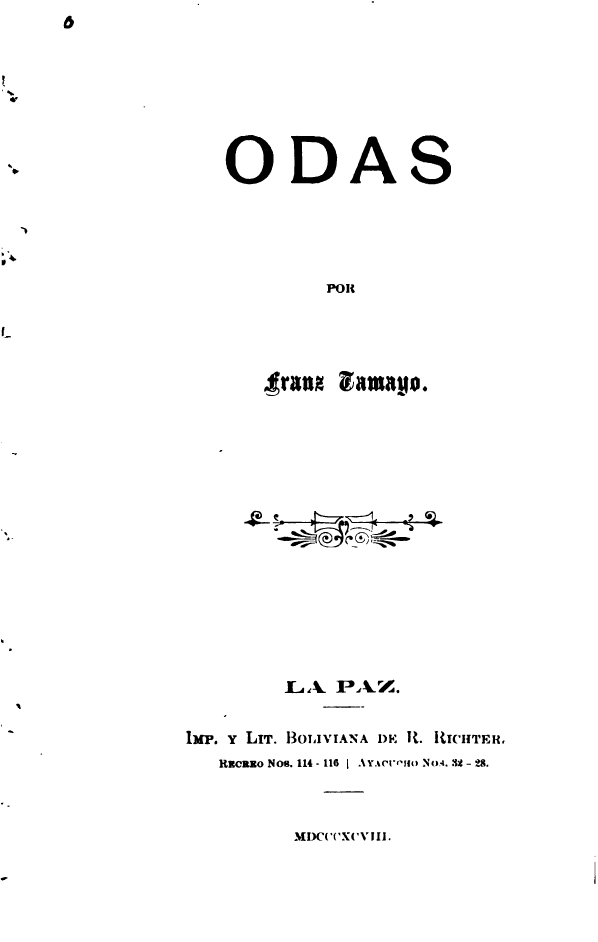 ODAS
POR
Franz Tamayo.
LA PAZ.
IMP. Y LIT. BOLIVIANA DE R. RICHTER.
RECREO NOS. 114 - 116 | AYACUCHO NOS. 32 - 28.
MDCCCXCVIII.